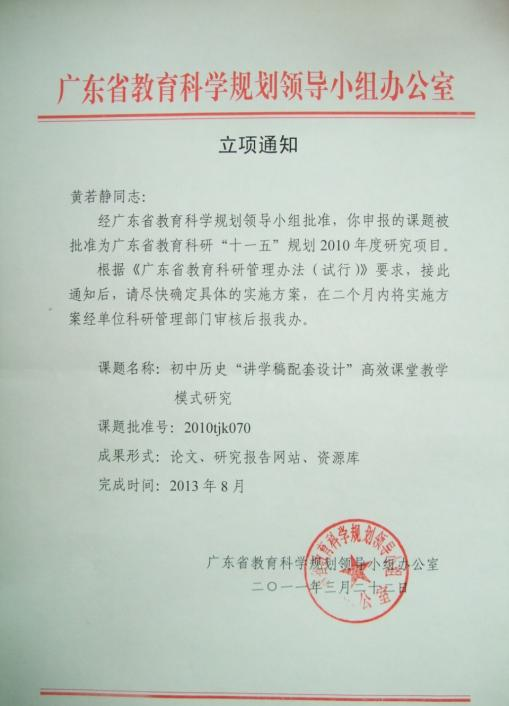 广东省教育科学规划领导小组办公室
立项通知
黄若静同志:
经广东省教育科学规划领导小组批准，你申报的课题被
批准为广东省教育科研“十一五”规划 2010 年度研究项目。
根据《广东省教育科研管理办法（试行）》要求，接此
通知后，请尽快确定具体的实施方案，在二个月内将实施方
案经单位科研管理部门审核后报我办。
课题名称：初中历史“讲学稿配套设计”高效课堂教学
模式研究
课题批准号：2010tjk070
成果形式：论文、研究报告网站、资源库
完成时间：2013 年 8 月
广东省教育科学规划领导小组办公室
二〇一一年三月二十二日